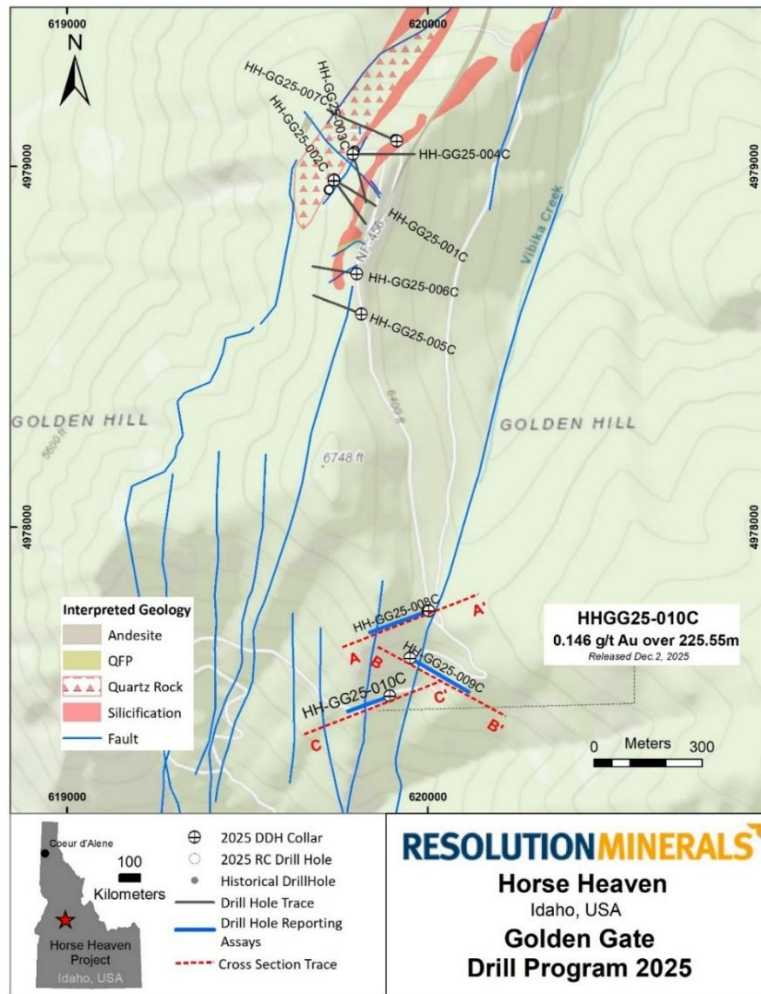 619000
620000
N
HH-GG25-007C
HH-GG25-003C
HH-GG25-002C
HH-GG25-004C
4979000
4979000
HH-GG25-001C
NF-456
Vibika Creek
HH-GG25-006C
HH-GG25-005C
6400 ft
GOLDEN HILL
GOLDEN HILL
5600 ft
6748 ft
4978000
4978000
Interpreted Geology
Andesite
QFP
Quartz Rock
Silicification
Fault
HH-GG25-008C
A'
A
B
HH-GG25-009C
HH-GG25-010C
C'
B'
C
HHGG25-010C
0.146 g/t Au over 225.55m
Released Dec.2, 2025
Meters
0 300
619000
620000
Coeur d'Alene
100
Kilometers
Horse Heaven
Project
Idaho, USA
2025 DDH Collar
2025 RC Drill Hole
Historical DrillHole
Drill Hole Trace
Drill Hole Reporting
Assays
Cross Section Trace
RESOLUTIONMINERALS
Horse Heaven
Idaho, USA
Golden Gate
Drill Program 2025